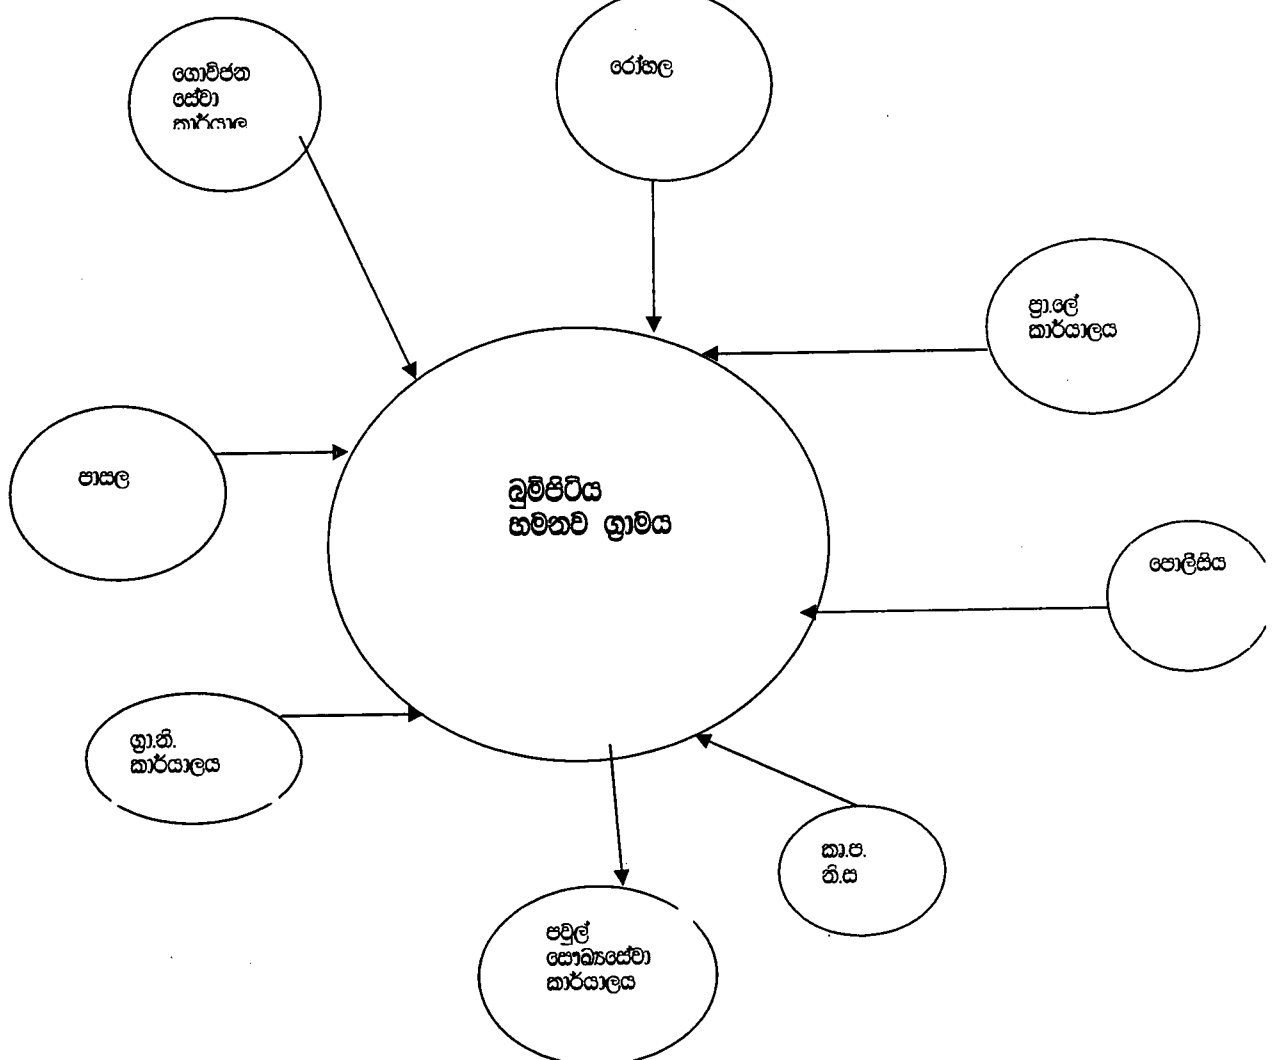 ගොවිජන
සේවා
කාර්යාල
රෝහල
ප්‍රා.ලේ
කාර්යාලය
පාසල
බුම්පිටිය
හමනව ග්‍රාමය
පොලීසිය
ග්‍රා.නි.
කාර්යාලය
කෘ.ප.
නි.ස
පවුල්
සෞඛ්‍යසේවා
කාර්යාලය